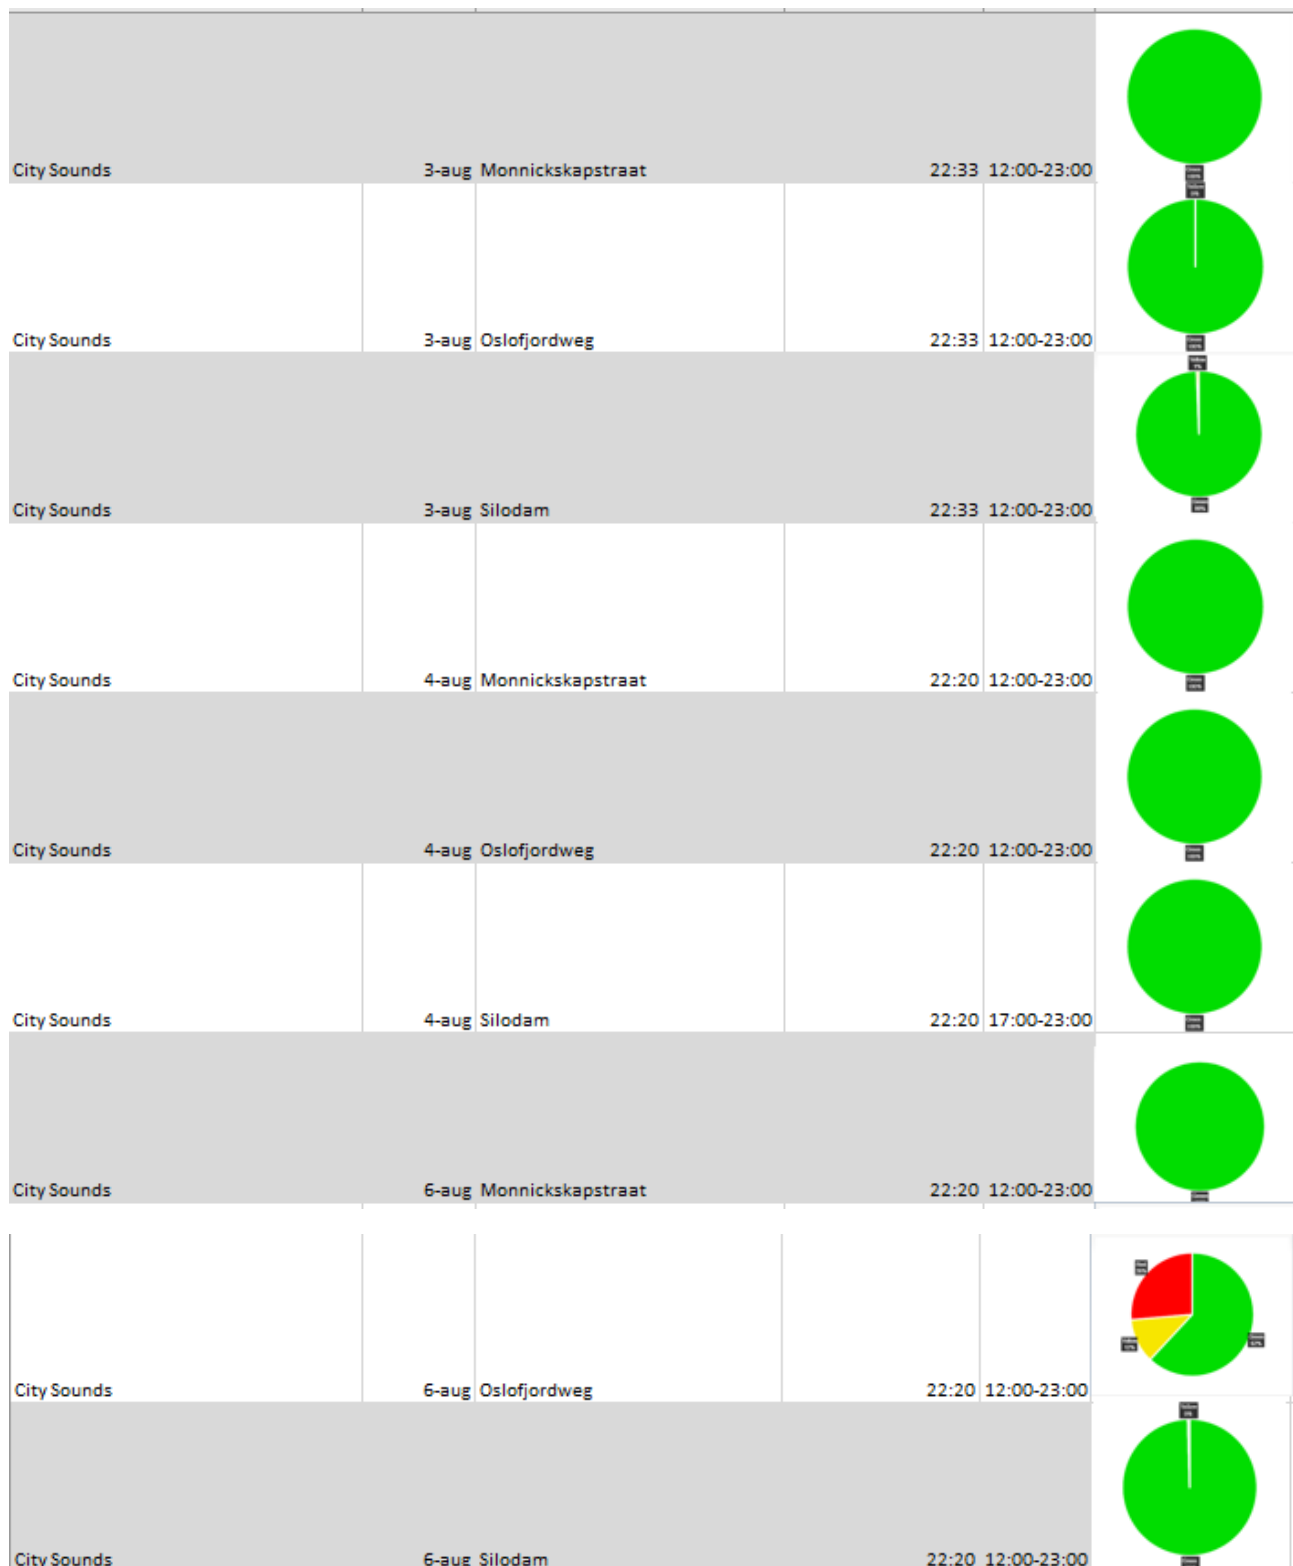 City Sounds 3-aug Monnickskapstraat 22:33 12:00-23:00
City Sounds 3-aug Oslofjordweg 22:33 12:00-23:00
City Sounds 3-aug Silodam 22:33 12:00-23:00
City Sounds 4-aug Monnickskapstraat 22:20 12:00-23:00
City Sounds 4-aug Oslofjordweg 22:20 12:00-23:00
City Sounds 4-aug Silodam 22:20 17:00-23:00
City Sounds 6-aug Monnickskapstraat 22:20 12:00-23:00
City Sounds 6-aug Oslofjordweg 22:20 12:00-23:00
City Sounds 6-aug Silodam 22:20 12:00-23:00